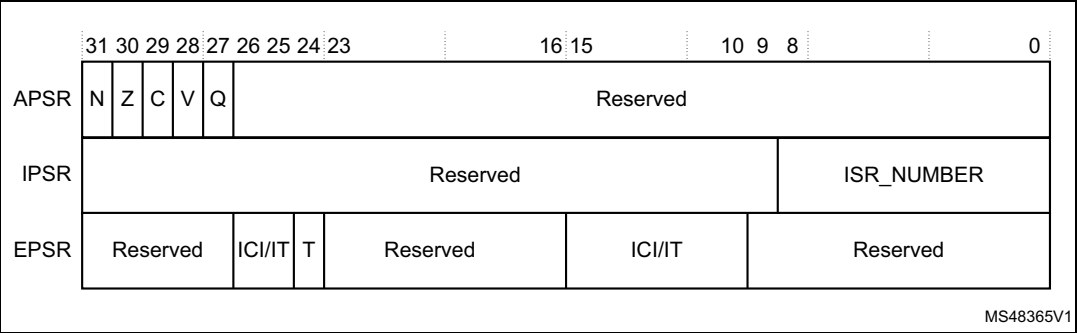 31 30 29 28 27 26 25 24 23 16 15 10 9 8 0
APSR N Z C V Q Reserved
IPSR Reserved ISR_NUMBER
EPSR Reserved ICI/IT T Reserved ICI/IT Reserved
MS48365V1